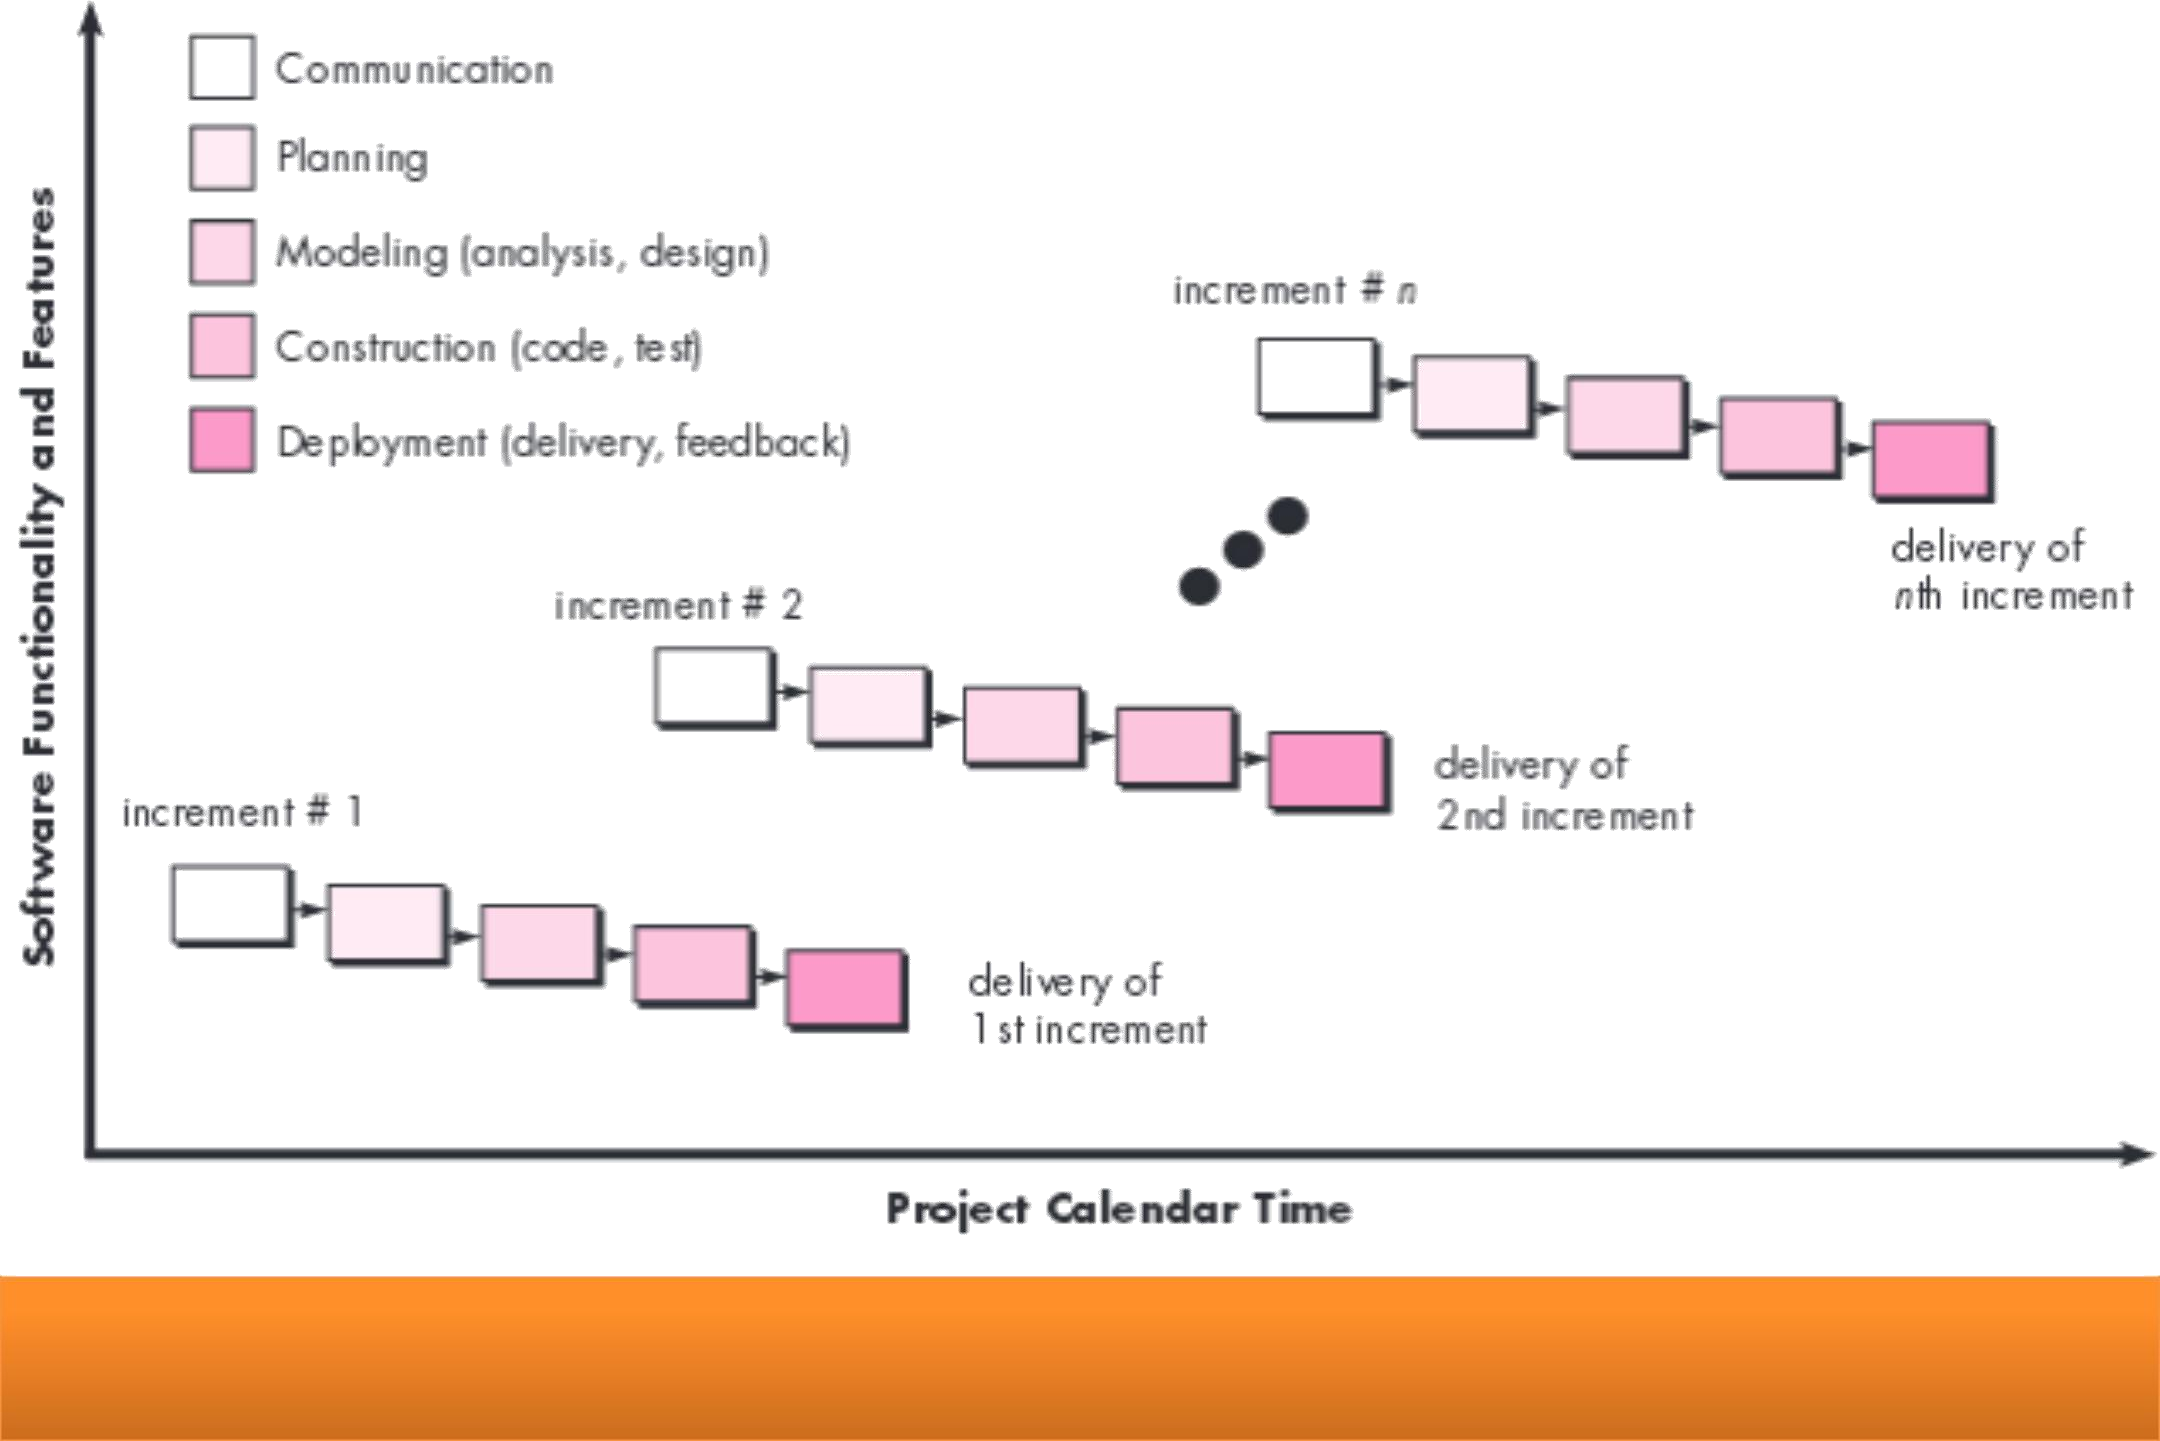 Communication
Planning
Modeling (analysis, design)
Construction (code, test)
Deployment (delivery, feedback)
Software Functionality and Features
increment # n
delivery of
nth increment
increment # 2
delivery of
2nd increment
increment # 1
delivery of
1st increment
Project Calendar Time